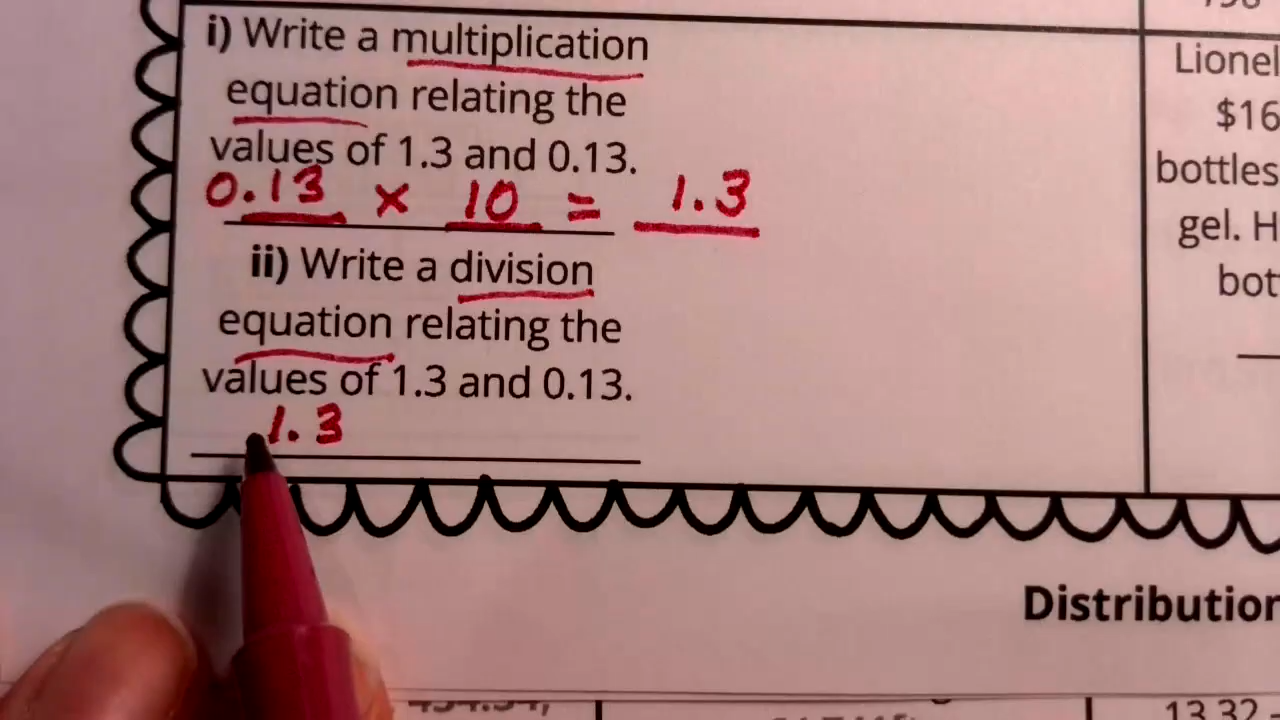 i) Write a multiplication
equation relating the
values of 1.3 and 0.13.
0.13 × 10 = 1.3
ii) Write a division
equation relating the
values of 1.3 and 0.13.
1.3
Lionel
$16
bottles
gel. H
bot
Distribution
13.32 -